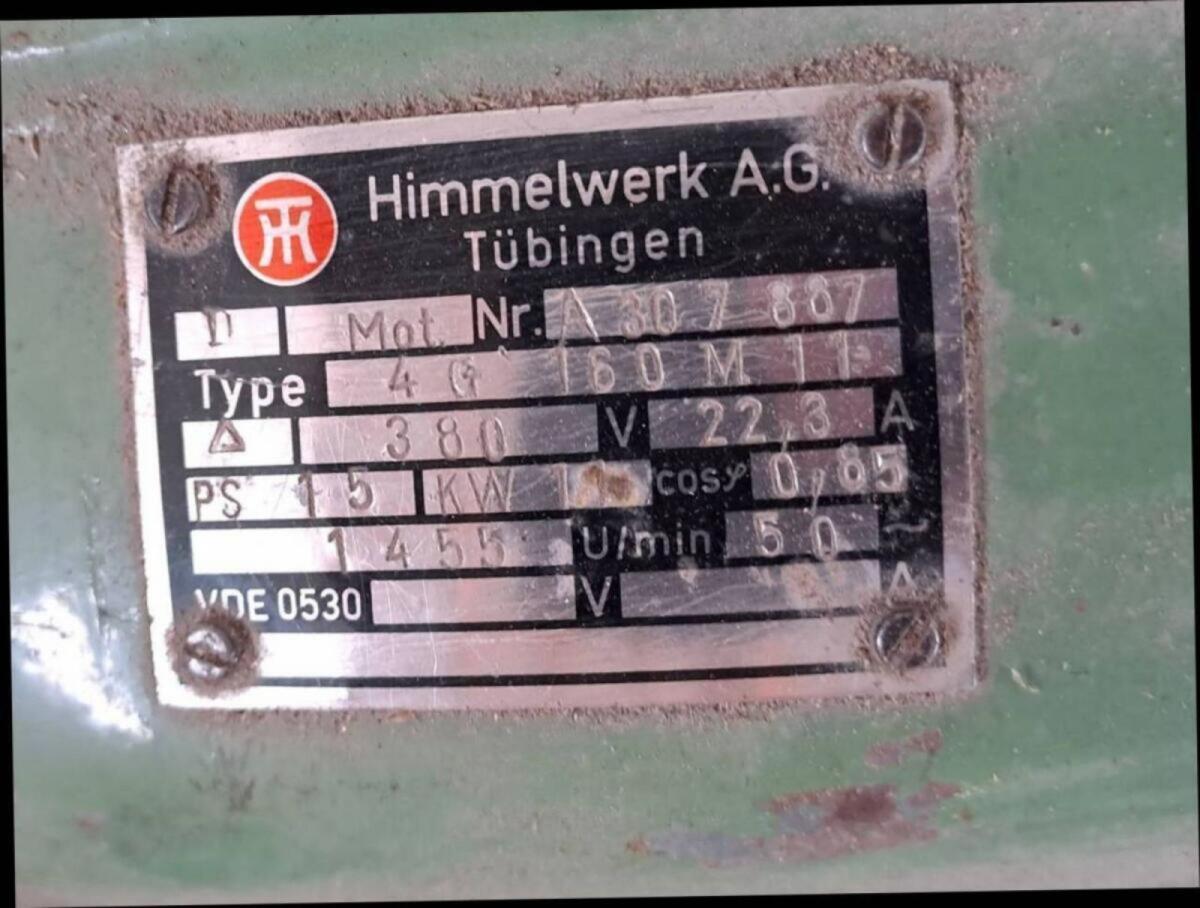 Himmelwerk A.G.
Tübingen
D Mot. Nr. A 307 887
Type 4 G 160 M 11
Δ 380 V 22,3 A
PS 15 KW cosφ 0,85
1455 U/min 50 ~
VDE 0530 V A